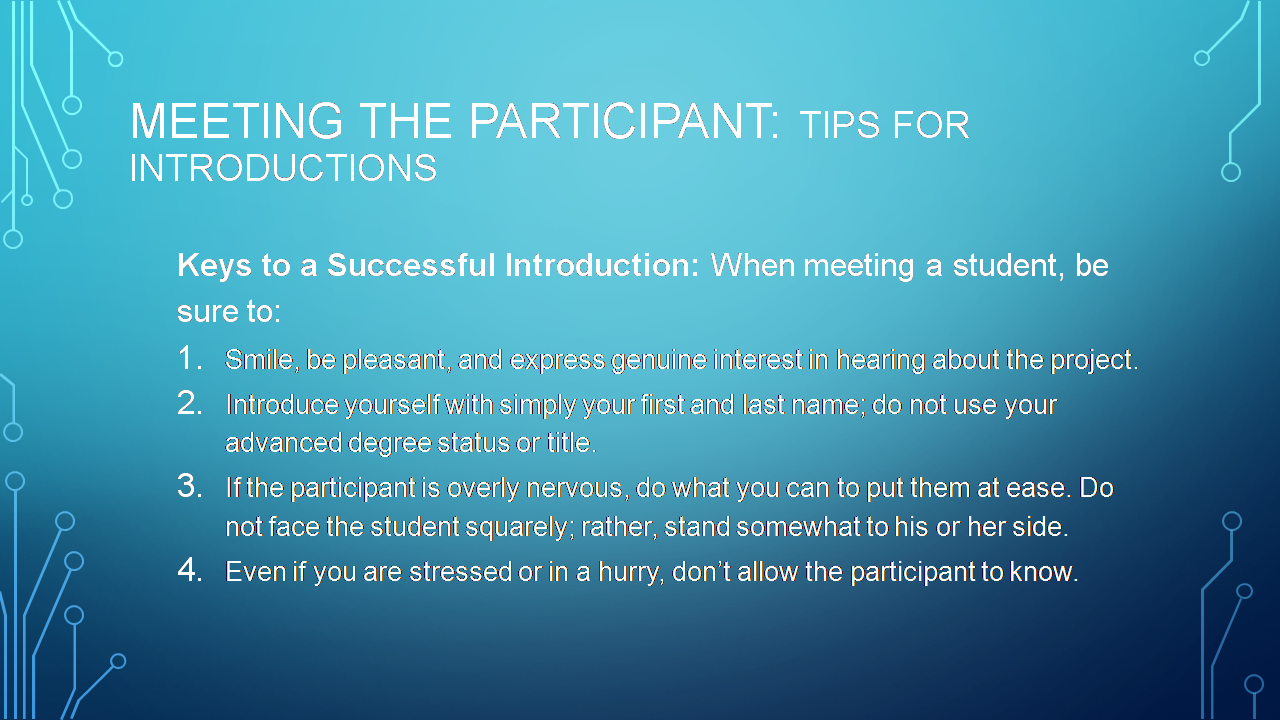 MEETING THE PARTICIPANT: TIPS FOR
INTRODUCTIONS
Keys to a Successful Introduction: When meeting a student, be
sure to:
1. Smile, be pleasant, and express genuine interest in hearing about the project.
2. Introduce yourself with simply your first and last name; do not use your
advanced degree status or title.
3. If the participant is overly nervous, do what you can to put them at ease. Do
not face the student squarely; rather, stand somewhat to his or her side.
4. Even if you are stressed or in a hurry, don’t allow the participant to know.